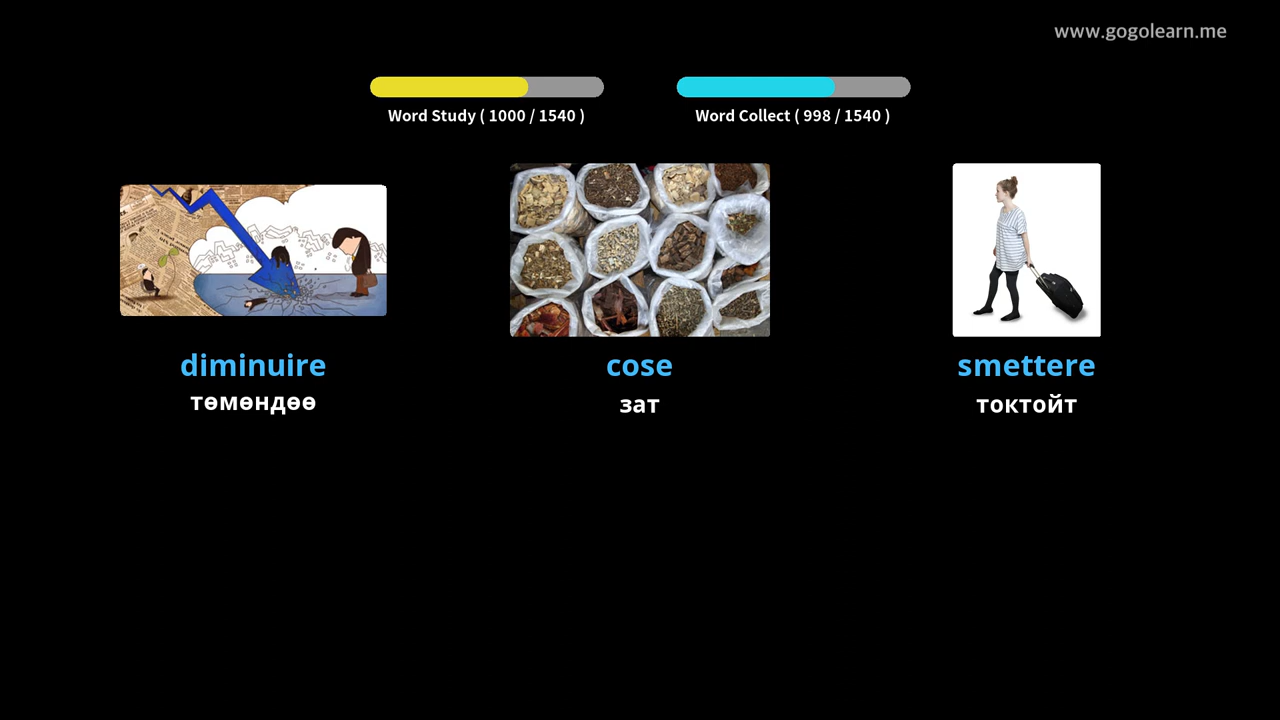 www.gogolearn.me
Word Study ( 1000 / 1540 )
Word Collect ( 998 / 1540 )
diminuire
төмөндөө
cose
зат
smettere
токтойт